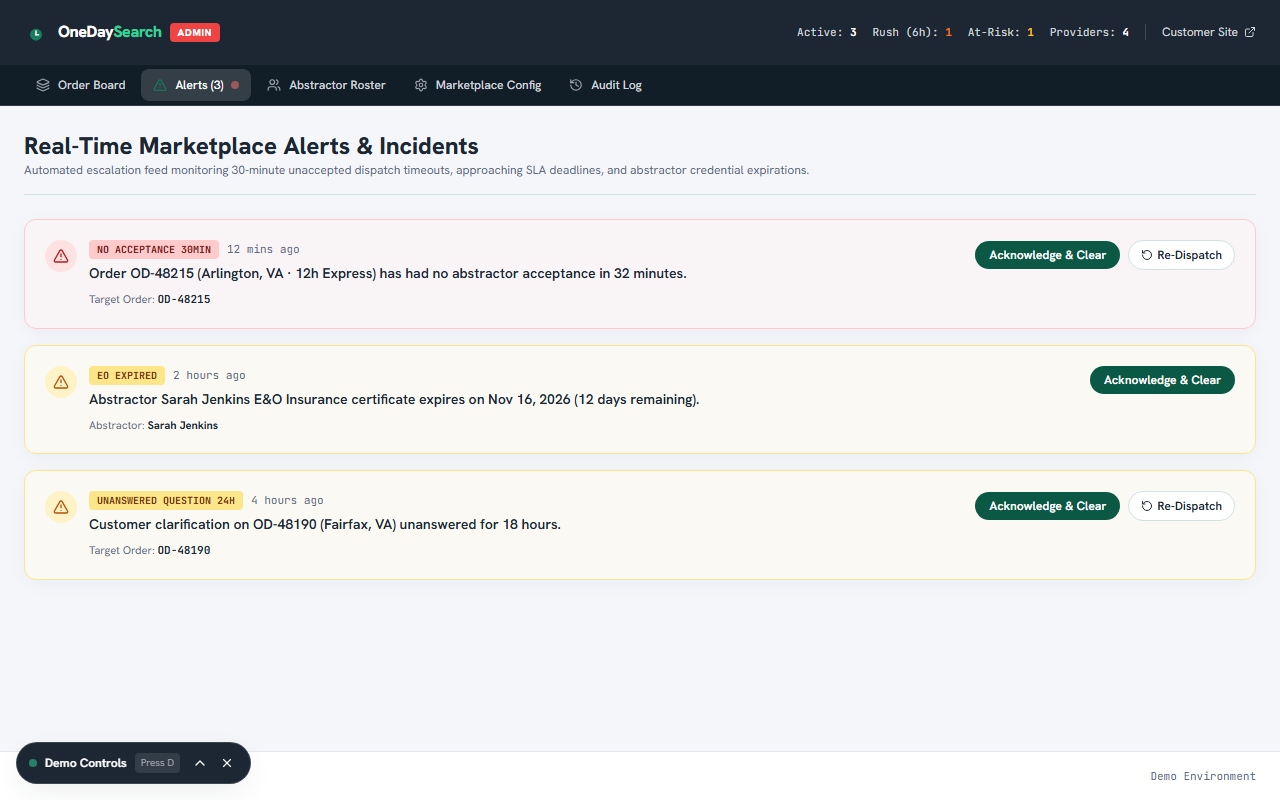 OneDaySearch ADMIN
Active: 3 Rush (6h): 1 At-Risk: 1 Providers: 4 Customer Site
Order Board Alerts (3) Abstractor Roster Marketplace Config Audit Log
Real-Time Marketplace Alerts & Incidents
Automated escalation feed monitoring 30-minute unaccepted dispatch timeouts, approaching SLA deadlines, and abstractor credential expirations.
NO ACCEPTANCE 30MIN 12 mins ago
Order OD-48215 (Arlington, VA · 12h Express) has had no abstractor acceptance in 32 minutes.
Target Order: OD-48215
Acknowledge & Clear Re-Dispatch
EO EXPIRED 2 hours ago
Abstractor Sarah Jenkins E&O Insurance certificate expires on Nov 16, 2026 (12 days remaining).
Abstractor: Sarah Jenkins
Acknowledge & Clear
UNANSWERED QUESTION 24H 4 hours ago
Customer clarification on OD-48190 (Fairfax, VA) unanswered for 18 hours.
Target Order: OD-48190
Acknowledge & Clear Re-Dispatch
Demo Controls Press D
Demo Environment